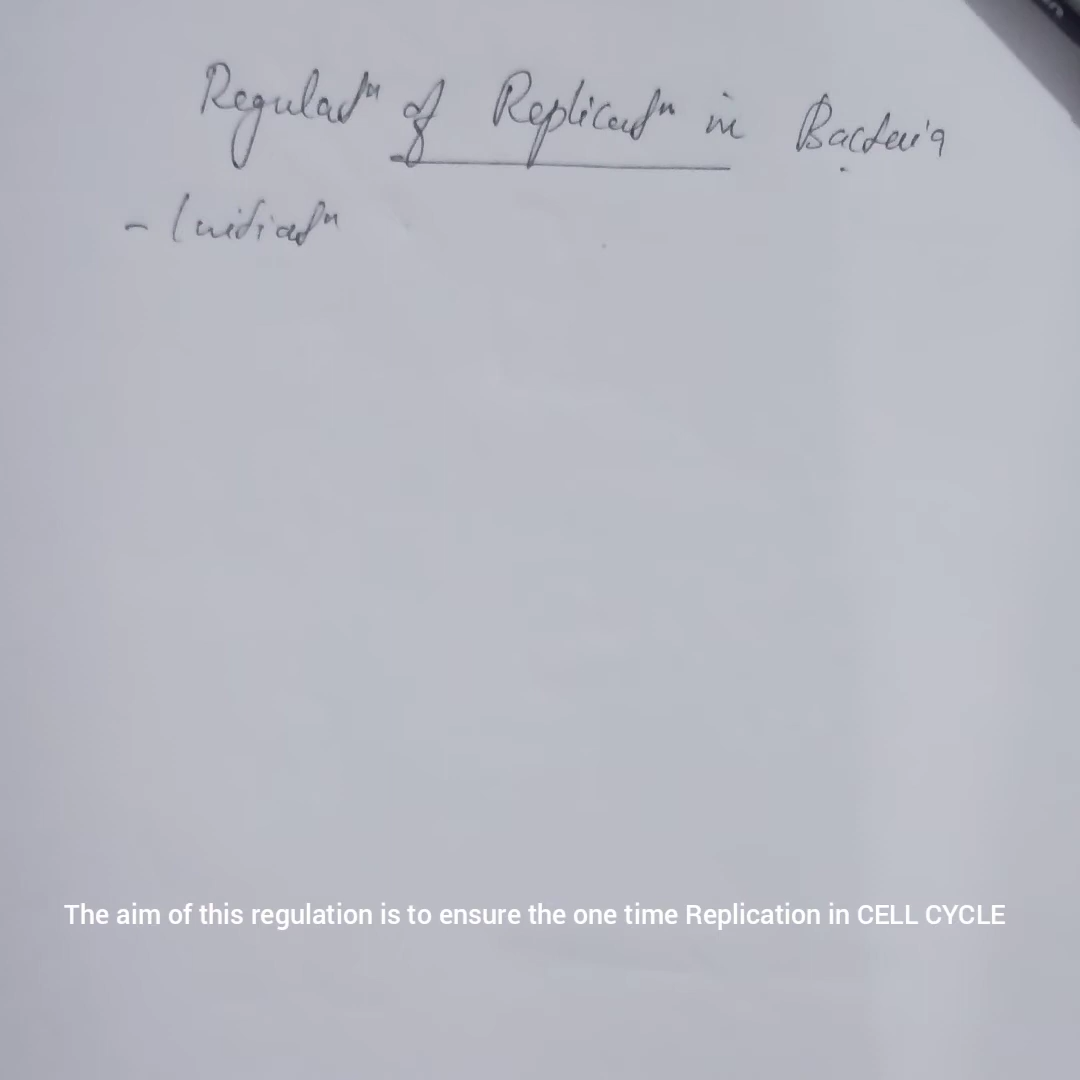 Regulatⁿ of Replicatⁿ in Bacteria
- Initiatⁿ
The aim of this regulation is to ensure the one time Replication in CELL CYCLE